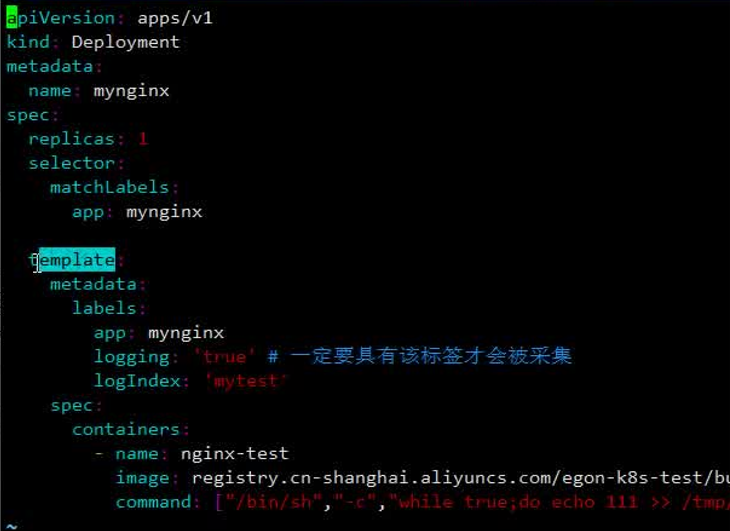 apiVersion: apps/v1
kind: Deployment
metadata:
  name: mynginx
spec:
  replicas: 1
  selector:
    matchLabels:
      app: mynginx
  template:
    metadata:
      labels:
        app: mynginx
        logging: 'true' # 一定要具有该标签才会被采集
        logIndex: 'mytest'
    spec:
      containers:
        - name: nginx-test
          image: registry.cn-shanghai.aliyuncs.com/egon-k8s-test/
          command: ["/bin/sh","-c","while true;do echo 111 >> /tmp/
~